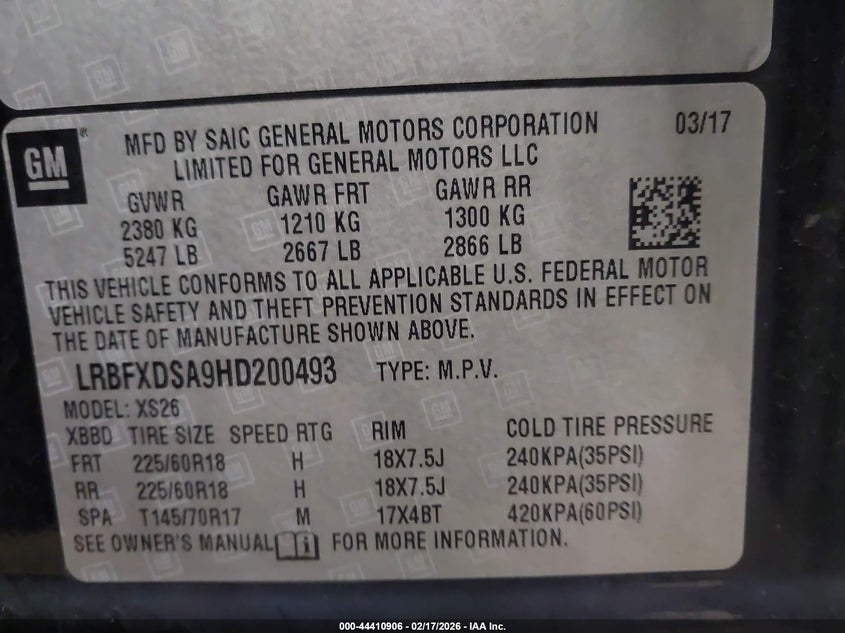 GM®
MFD BY SAIC GENERAL MOTORS CORPORATION 03/17
LIMITED FOR GENERAL MOTORS LLC
GVWR GAWR FRT GAWR RR
2380 KG 1210 KG 1300 KG
5247 LB 2667 LB 2866 LB
THIS VEHICLE CONFORMS TO ALL APPLICABLE U.S. FEDERAL MOTOR
VEHICLE SAFETY AND THEFT PREVENTION STANDARDS IN EFFECT ON
THE DATE OF MANUFACTURE SHOWN ABOVE.
LRBFXDSA9HD200493 TYPE: M.P.V.
MODEL: XS26
XBBD TIRE SIZE SPEED RTG RIM COLD TIRE PRESSURE
FRT 225/60R18 H 18X7.5J 240KPA(35PSI)
RR 225/60R18 H 18X7.5J 240KPA(35PSI)
SPA T145/70R17 M 17X4BT 420KPA(60PSI)
SEE OWNER'S MANUAL i FOR MORE INFORMATION.
000-44410906 - 02/17/2026 - IAA Inc.